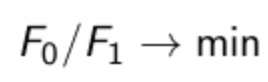 F₀/F₁ → min